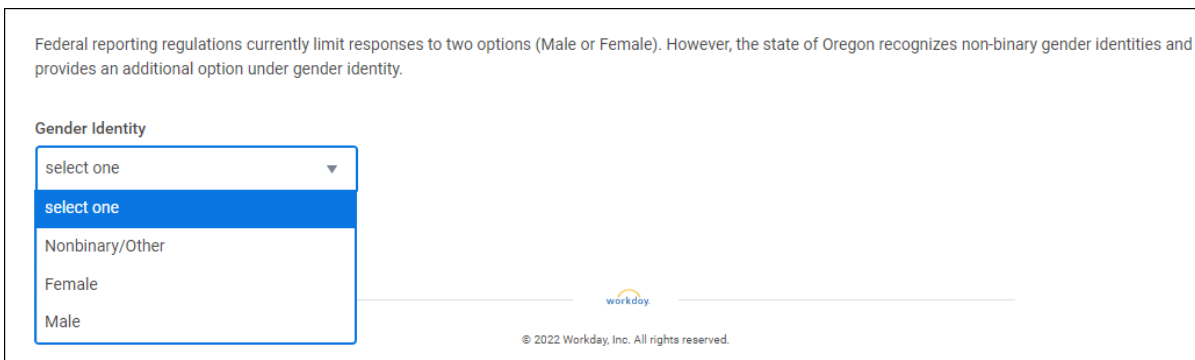 Federal reporting regulations currently limit responses to two options (Male or Female). However, the state of Oregon recognizes non-binary gender identities and
provides an additional option under gender identity.
Gender Identity
select one
select one
Nonbinary/Other
Female
Male
workday.
© 2022 Workday, Inc. All rights reserved.